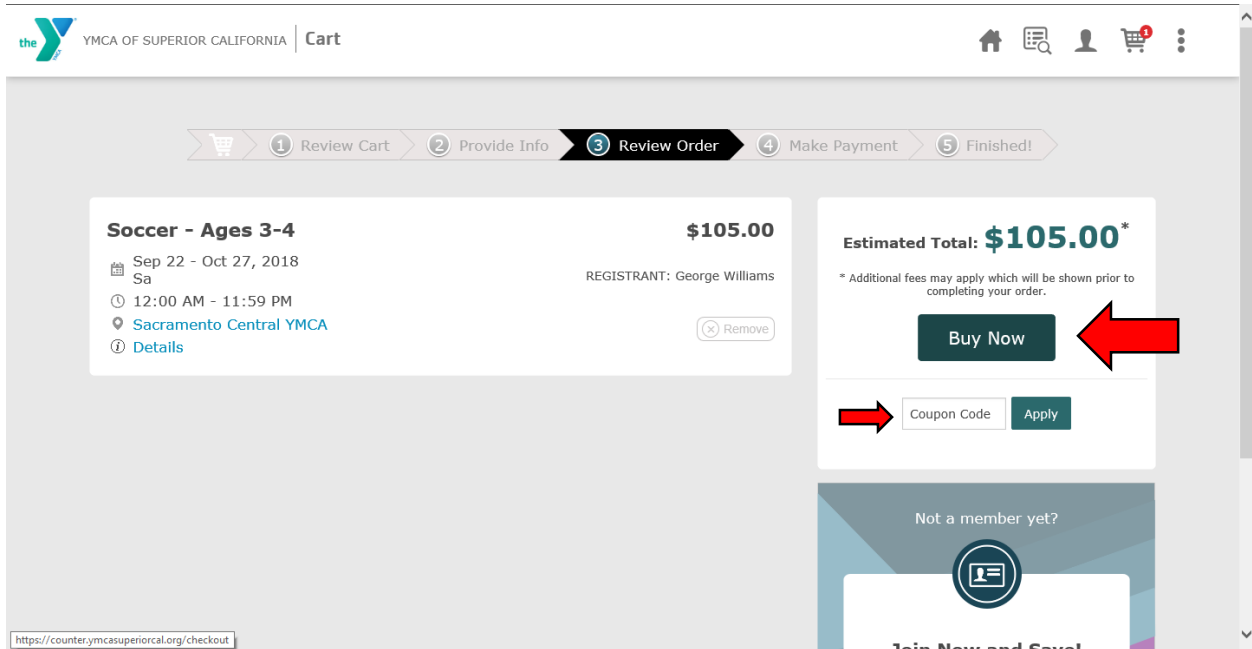 the
YMCA
YMCA OF SUPERIOR CALIFORNIA | Cart
1
1 Review Cart
2 Provide Info
3 Review Order
4 Make Payment
5 Finished!
Soccer - Ages 3-4
$105.00
Sep 22 - Oct 27, 2018
Sa
REGISTRANT: George Williams
12:00 AM - 11:59 PM
Sacramento Central YMCA
Remove
Details
Estimated Total: $105.00*
* Additional fees may apply which will be shown prior to
completing your order.
Buy Now
Coupon Code
Apply
Not a member yet?
Join Now and Save!
https://counter.ymcasuperiorcal.org/checkout